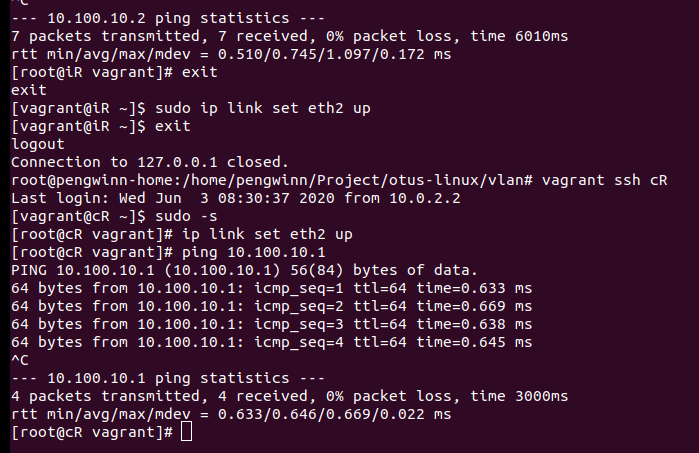 ^C
--- 10.100.10.2 ping statistics ---
7 packets transmitted, 7 received, 0% packet loss, time 6010ms
rtt min/avg/max/mdev = 0.510/0.745/1.097/0.172 ms
[root@iR vagrant]# exit
exit
[vagrant@iR ~]$ sudo ip link set eth2 up
[vagrant@iR ~]$ exit
logout
Connection to 127.0.0.1 closed.
root@pengwinn-home:/home/pengwinn/Project/otus-linux/vlan# vagrant ssh cR
Last login: Wed Jun  3 08:30:37 2020 from 10.0.2.2
[vagrant@cR ~]$ sudo -s
[root@cR vagrant]# ip link set eth2 up
[root@cR vagrant]# ping 10.100.10.1
PING 10.100.10.1 (10.100.10.1) 56(84) bytes of data.
64 bytes from 10.100.10.1: icmp_seq=1 ttl=64 time=0.633 ms
64 bytes from 10.100.10.1: icmp_seq=2 ttl=64 time=0.669 ms
64 bytes from 10.100.10.1: icmp_seq=3 ttl=64 time=0.638 ms
64 bytes from 10.100.10.1: icmp_seq=4 ttl=64 time=0.645 ms
^C
--- 10.100.10.1 ping statistics ---
4 packets transmitted, 4 received, 0% packet loss, time 3000ms
rtt min/avg/max/mdev = 0.633/0.646/0.669/0.022 ms
[root@cR vagrant]#